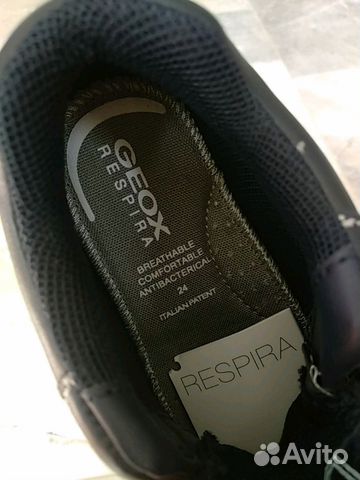 GEOX
RESPIRA
BREATHABLE
COMFORTABLE
ANTIBACTERICAL
24
ITALIAN PATENT
RESPIRA
Avito